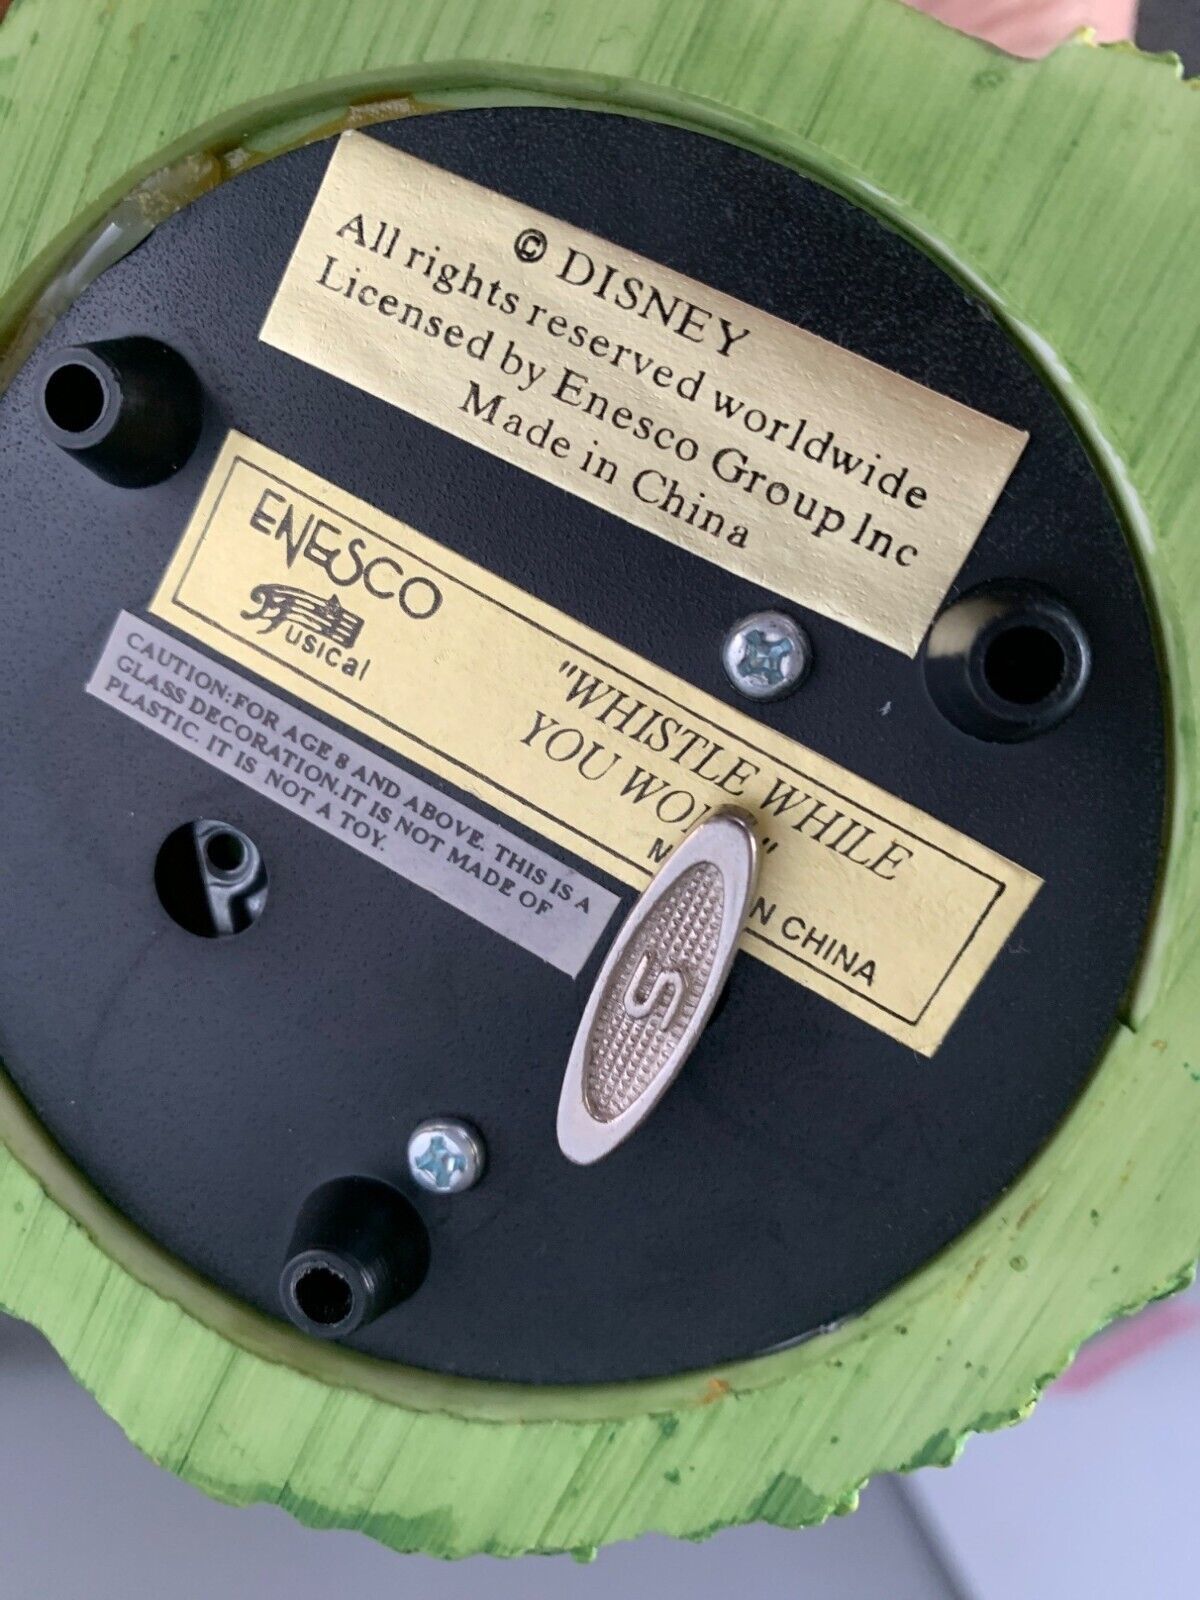 © DISNEY
All rights reserved worldwide
Licensed by Enesco Group Inc
Made in China
ENESCO
Musical
"WHISTLE WHILE
YOU WO "
M N CHINA
CAUTION:FOR AGE 8 AND ABOVE. THIS IS A
GLASS DECORATION.IT IS NOT MADE OF
PLASTIC. IT IS NOT A TOY.
S